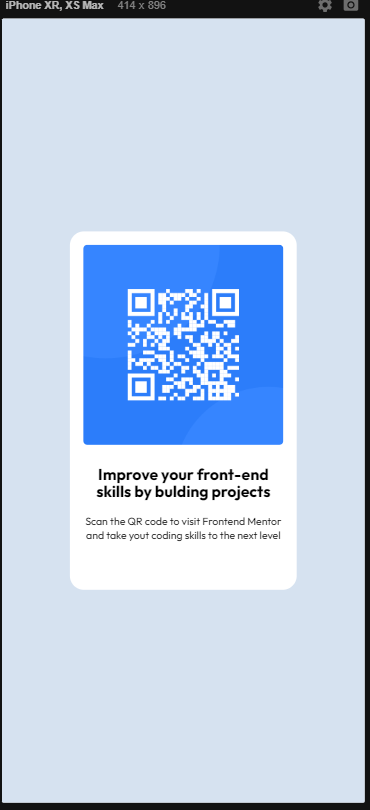 iPhone XR, XS Max 414 x 896
Improve your front-end
skills by bulding projects
Scan the QR code to visit Frontend Mentor
and take yout coding skills to the next level